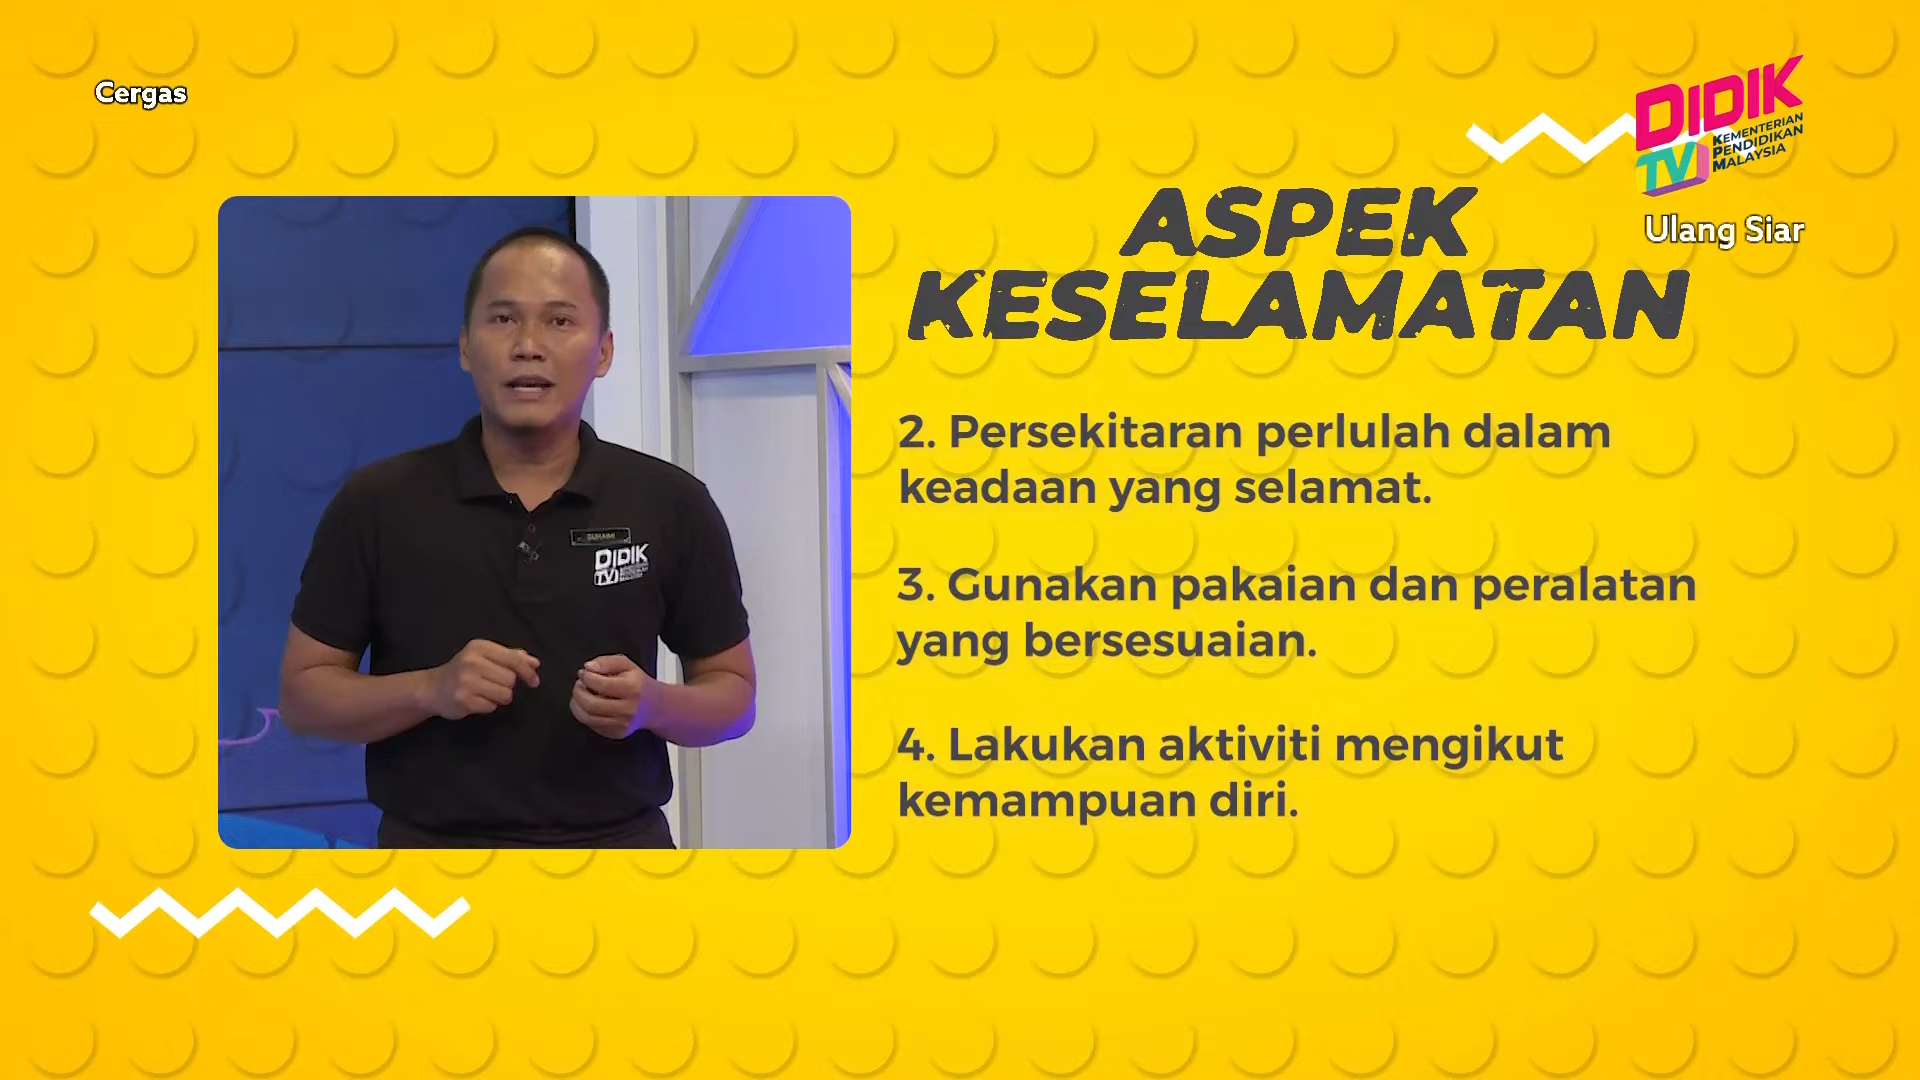 Cergas
DIDIK
TV
KEMENTERIAN
PENDIDIKAN
MALAYSIA
Ulang Siar
ASPEK
KESELAMATAN
2. Persekitaran perlulah dalam
keadaan yang selamat.
3. Gunakan pakaian dan peralatan
yang bersesuaian.
4. Lakukan aktiviti mengikut
kemampuan diri.
SUHAIMI
DIDIK
TV